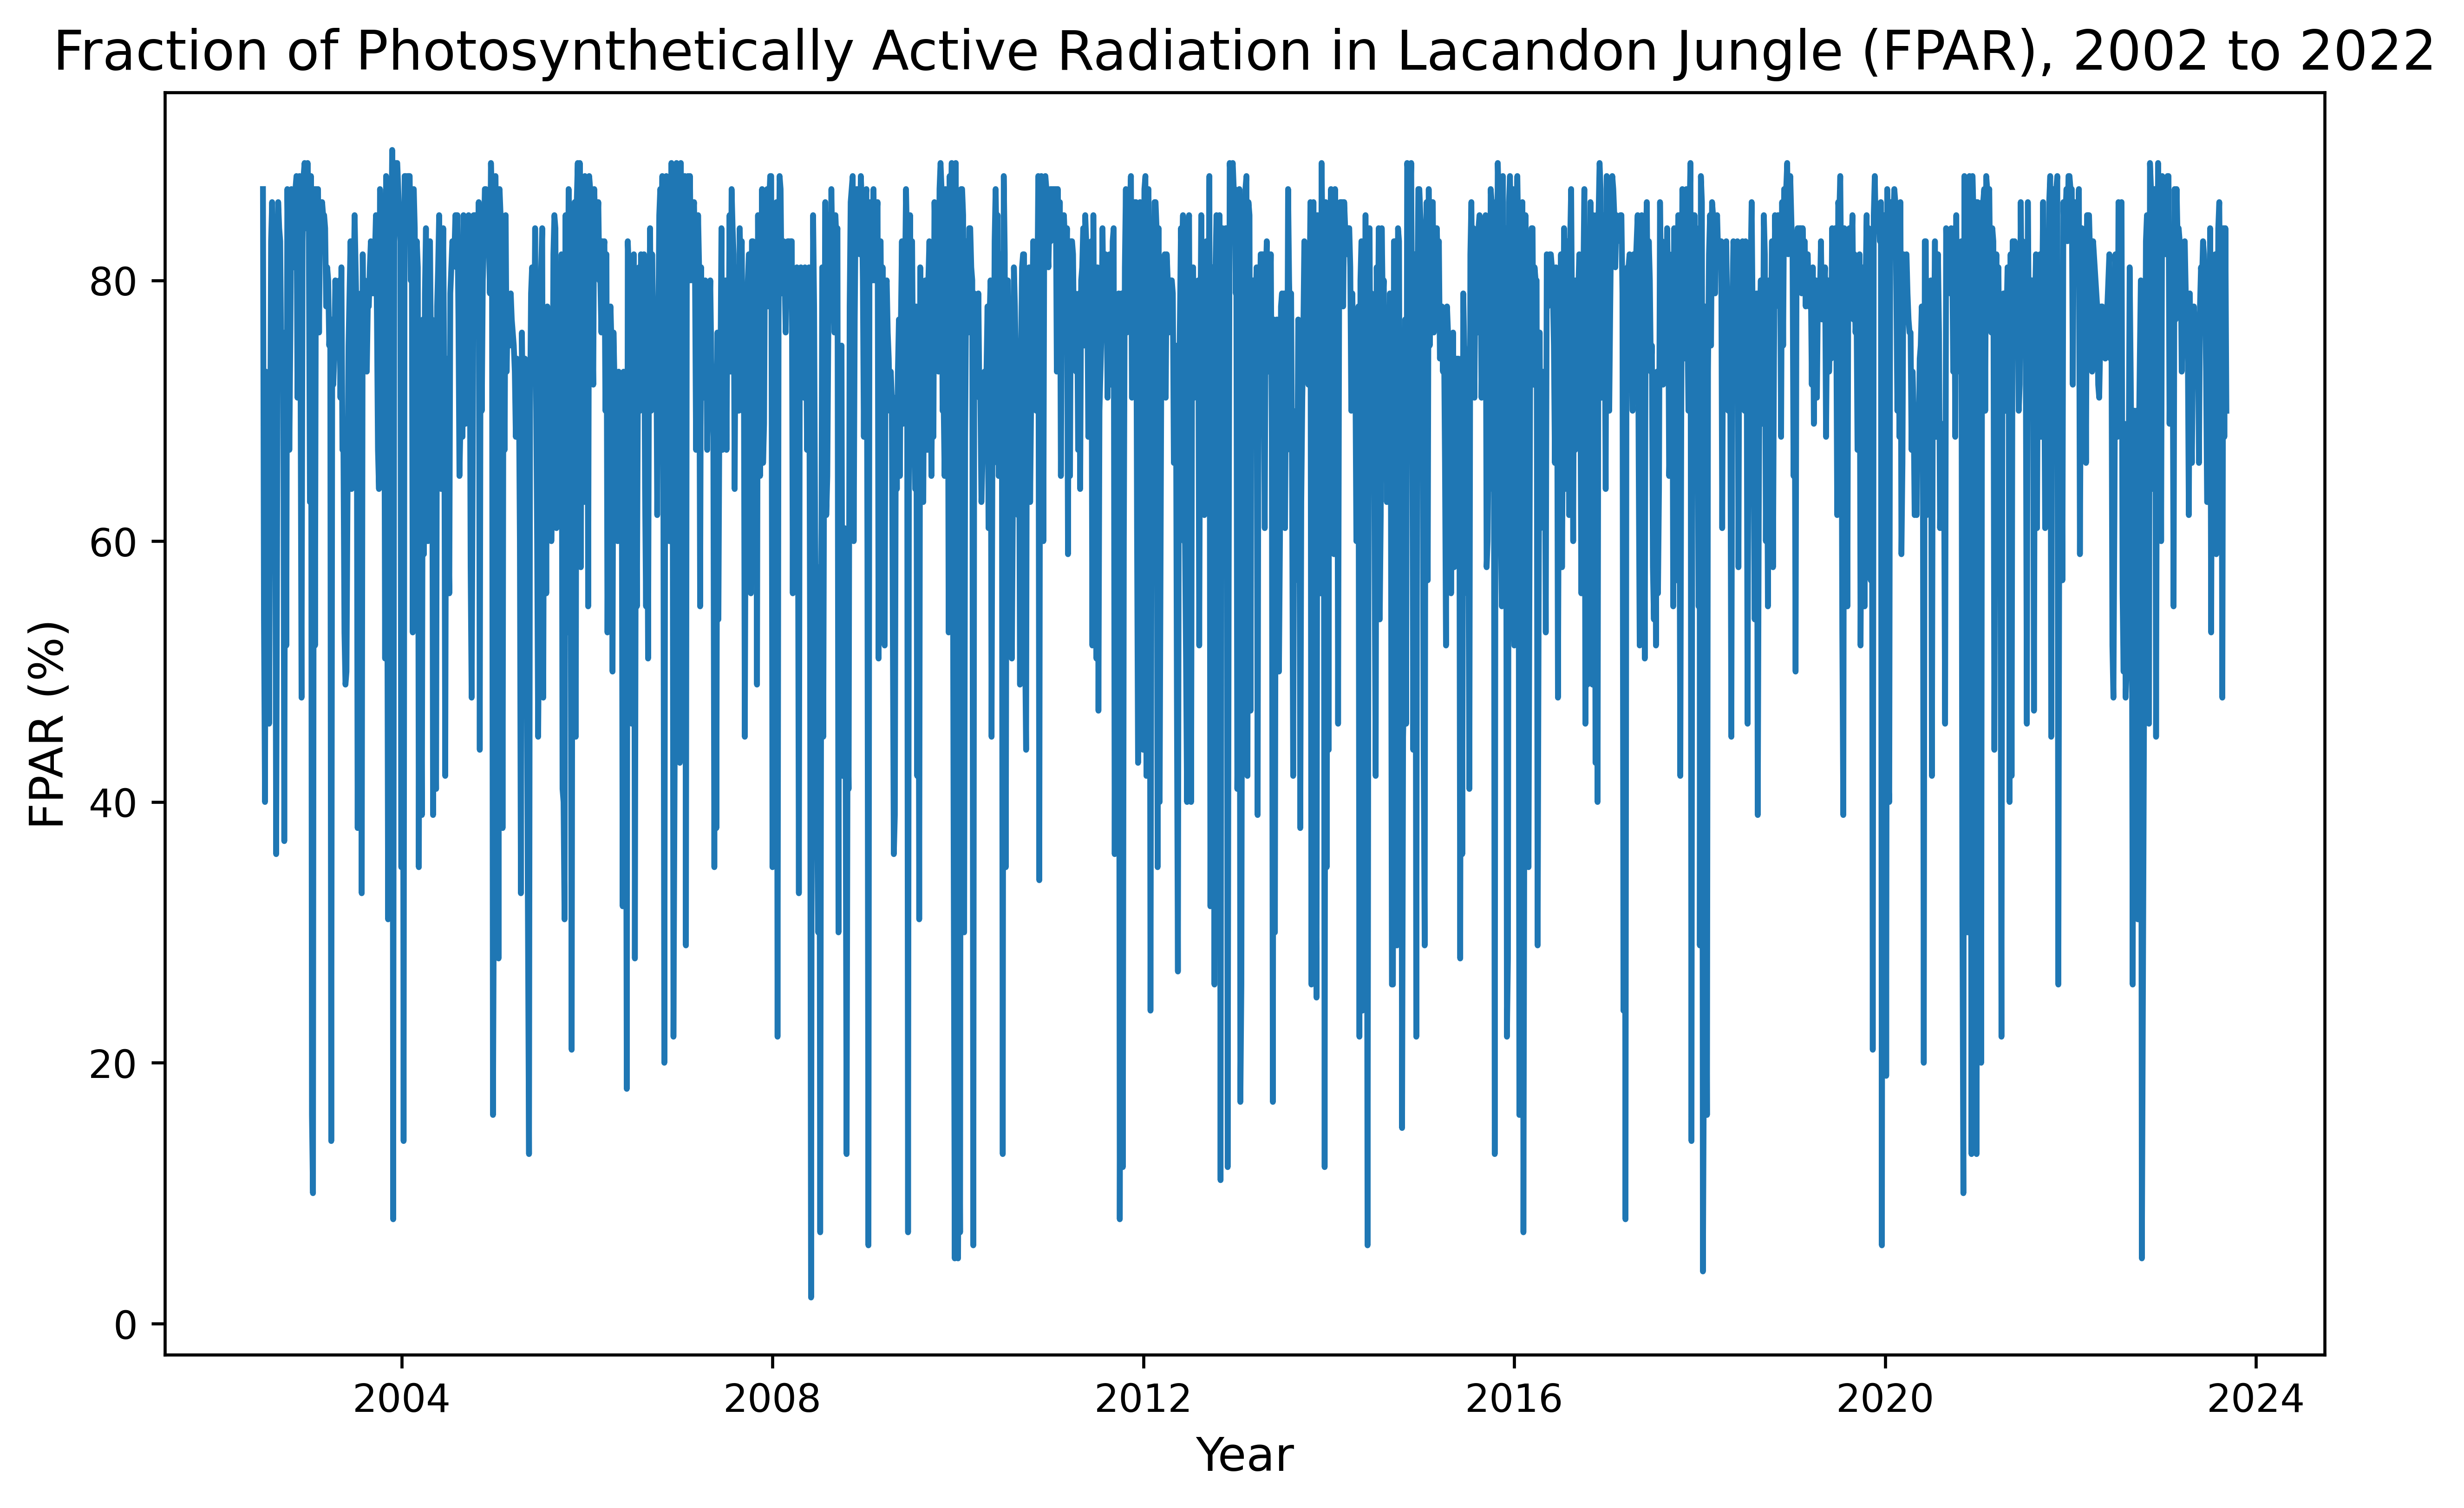 Fraction of Photosynthetically Active Radiation in Lacandon Jungle (FPAR), 2002 to 2022
FPAR (%)
80
60
40
20
0
2004 2008 2012 2016 2020 2024
Year